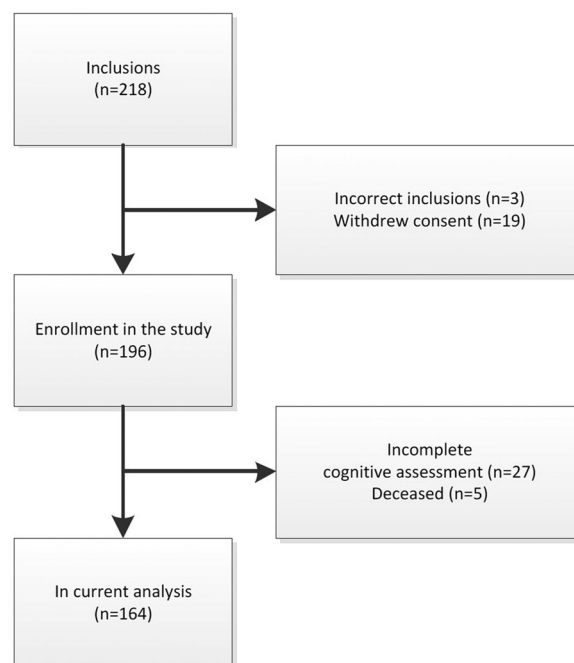 Inclusions
(n=218)
Incorrect inclusions (n=3)
Withdrew consent (n=19)
Enrollment in the study
(n=196)
Incomplete
cognitive assessment (n=27)
Deceased (n=5)
In current analysis
(n=164)